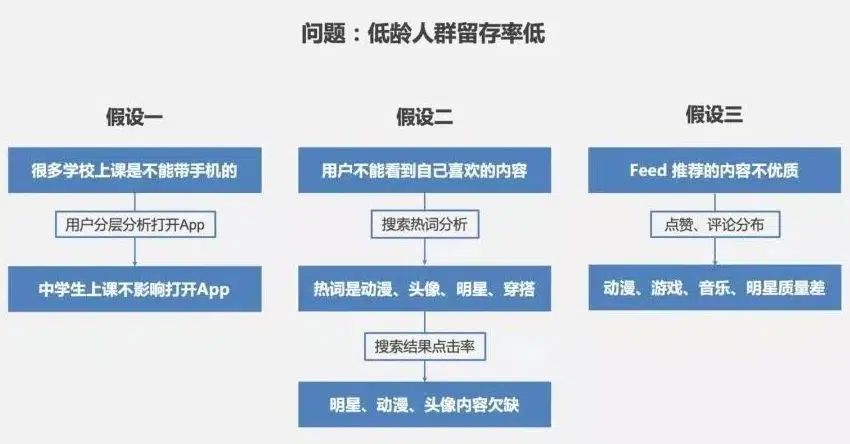 问题：低龄人群留存率低
假设一
很多学校上课是不能带手机的
用户分层分析打开App
中学生上课不影响打开App
假设二
用户不能看到自己喜欢的内容
搜索热词分析
热词是动漫、头像、明星、穿搭
搜索结果点击率
明星、动漫、头像内容欠缺
假设三
Feed 推荐的内容不优质
点赞、评论分布
动漫、游戏、音乐、明星质量差